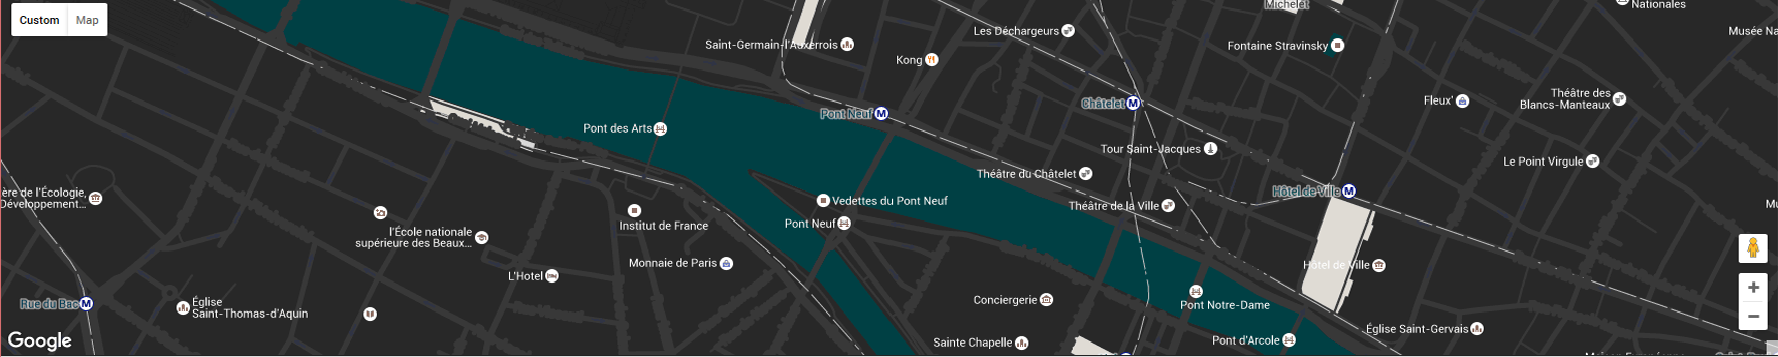 Custom
Map
Michelet
Nationales
Saint-Germain-l'Auxerrois
Les Déchargeurs
Fontaine Stravinsky
Musée Na
Kong
Pont Neuf
Châtelet
Fleux'
Théâtre des
Blancs-Manteaux
Pont des Arts
Tour Saint-Jacques
Le Point Virgule
Théâtre du Châtelet
ère de l'Écologie,
Développement...
Vedettes du Pont Neuf
Théâtre de la Ville
Hôtel de Ville
Mu
Institut de France
Pont Neuf
l'École nationale
supérieure des Beaux...
Monnaie de Paris
Hôtel de Ville
L'Hotel
Rue du Bac
Église
Saint-Thomas-d'Aquin
Conciergerie
Pont Notre-Dame
Google
Sainte Chapelle
Pont d'Arcole
Église Saint-Gervais